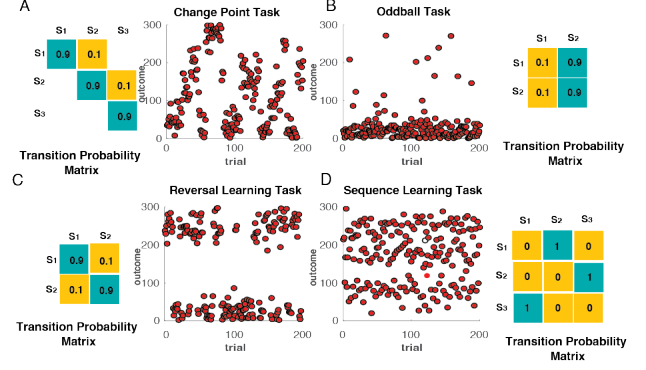 A
Change Point Task
S1 S2 S3
S1 0.9 0.1
S2 0.9 0.1
S3 0.9
Transition Probability
Matrix
outcome
300
200
100
0
0 100 200
trial
B
Oddball Task
outcome
300
200
100
0
0 100 200
trial
S1 S2
S1 0.1 0.9
S2 0.1 0.9
Transition Probability
Matrix
C
Reversal Learning Task
S1 S2
S1 0.9 0.1
S2 0.1 0.9
Transition Probability
Matrix
outcome
300
200
100
0
0 100 200
trial
D
Sequence Learning Task
outcome
300
200
100
0
0 100 200
trial
S1 S2 S3
S1 0 1 0
S2 0 0 1
S3 1 0 0
Transition Probability
Matrix